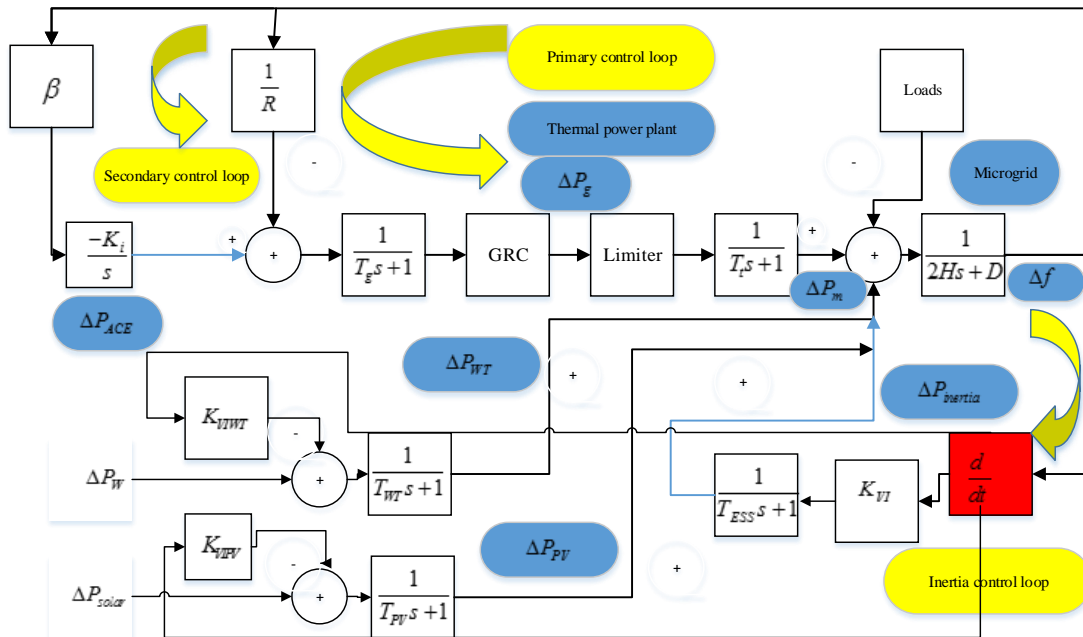 β
1/R
Primary control loop
Loads
Thermal power plant
Secondary control loop
-
-
ΔP_g
Microgrid
-K_i/s
+
+
1/(T_g s+1)
GRC
Limiter
1/(T_t s+1)
+
+
1/(2Hs+D)
ΔP_m
Δf
ΔP_ACE
ΔP_WT
+
+
ΔP_inertia
K_VIWT
-
ΔP_W
+
1/(T_WT s+1)
1/(T_ESS s+1)
K_VI
d/dt
K_VIPV
-
ΔP_PV
+
ΔP_solar
+
1/(T_PV s+1)
Inertia control loop